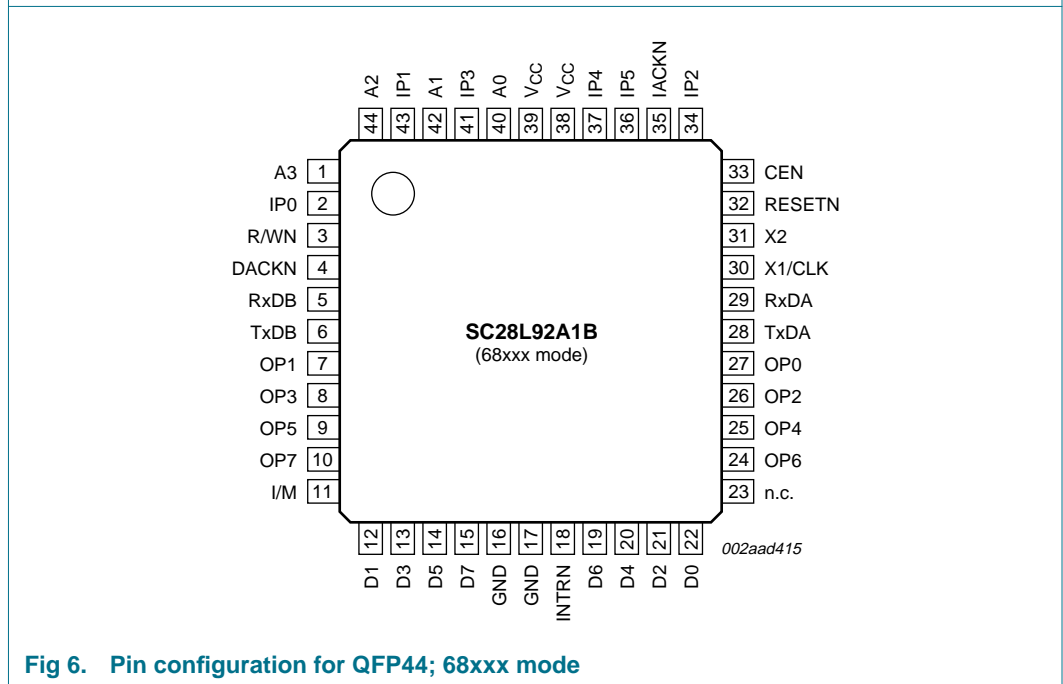 A2 IP1 A1 IP3 A0 VCC VCC IP4 IP5 IACKN IP2
44 43 42 41 40 39 38 37 36 35 34
A3 1 33 CEN
IP0 2 32 RESETN
R/WN 3 31 X2
DACKN 4 30 X1/CLK
RxDB 5 29 RxDA
TxDB 6 28 TxDA
SC28L92A1B
(68xxx mode)
OP1 7 27 OP0
OP3 8 26 OP2
OP5 9 25 OP4
OP7 10 24 OP6
I/M 11 23 n.c.
12 13 14 15 16 17 18 19 20 21 22
D1 D3 D5 D7 GND GND INTRN D6 D4 D2 D0
002aad415
Fig 6. Pin configuration for QFP44; 68xxx mode